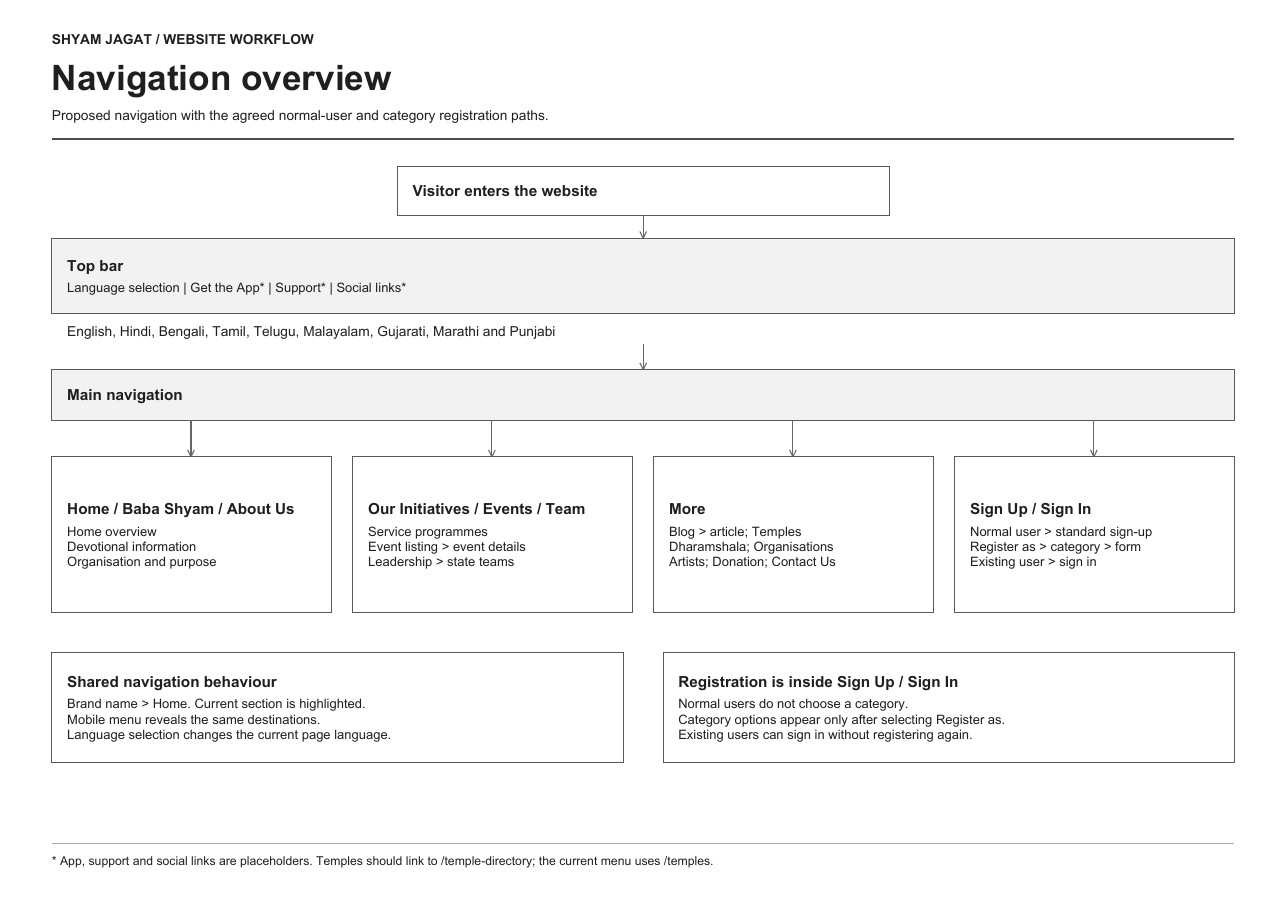 SHYAM JAGAT / WEBSITE WORKFLOW
Navigation overview
Proposed navigation with the agreed normal-user and category registration paths.
Visitor enters the website
Top bar
Language selection | Get the App* | Support* | Social links*
English, Hindi, Bengali, Tamil, Telugu, Malayalam, Gujarati, Marathi and Punjabi
Main navigation
Home / Baba Shyam / About Us
Home overview
Devotional information
Organisation and purpose
Our Initiatives / Events / Team
Service programmes
Event listing > event details
Leadership > state teams
More
Blog > article; Temples
Dharamshala; Organisations
Artists; Donation; Contact Us
Sign Up / Sign In
Normal user > standard sign-up
Register as > category > form
Existing user > sign in
Shared navigation behaviour
Brand name > Home. Current section is highlighted.
Mobile menu reveals the same destinations.
Language selection changes the current page language.
Registration is inside Sign Up / Sign In
Normal users do not choose a category.
Category options appear only after selecting Register as.
Existing users can sign in without registering again.
* App, support and social links are placeholders. Temples should link to /temple-directory; the current menu uses /temples.